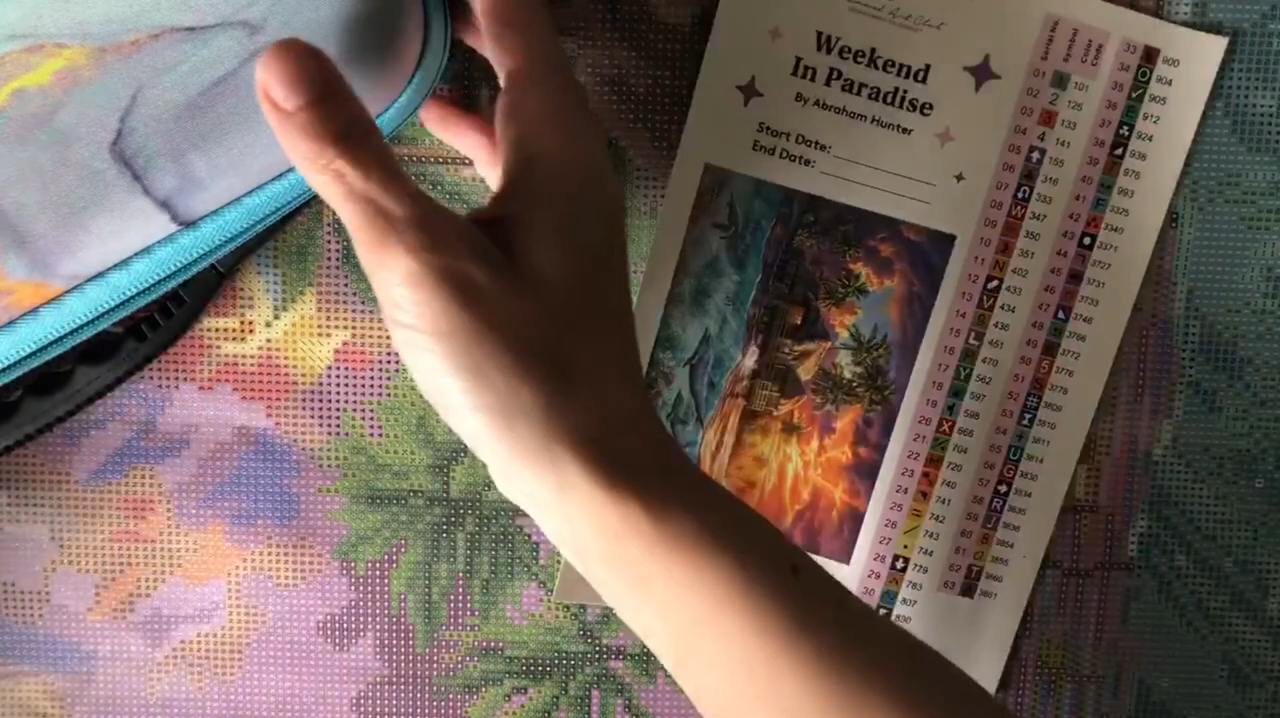 Weekend
In Paradise
By Abraham Hunter
Start Date:
End Date:
Serial No.
Symbol
Color Code
01 101
02 2 125
03 3 133
04 4 141
05 155
06 316
07 333
08 W 347
09 350
10 351
11 N 402
12 433
13 V 434
14 436
15 L 451
16 470
17 Y 562
18 597
19 598
20 X 666
21 704
22 720
23 740
24 741
25 = 742
26 / 743
27 744
28 779
29 783
30 807
830
33 900
34 O 904
35 ✓ 905
36 912
37 924
38 938
39 976
40 993
41 F 3325
42 3340
43 3371
44 3727
45 3731
46 3733
47 3746
48 3766
49 3772
50 5 3776
51 3778
52 # 3809
53 3810
54 + 3811
55 U 3814
56 G 3830
57 3834
58 R 3835
59 J 3836
60 8 3854
61 3855
62 T 3860
63 3861